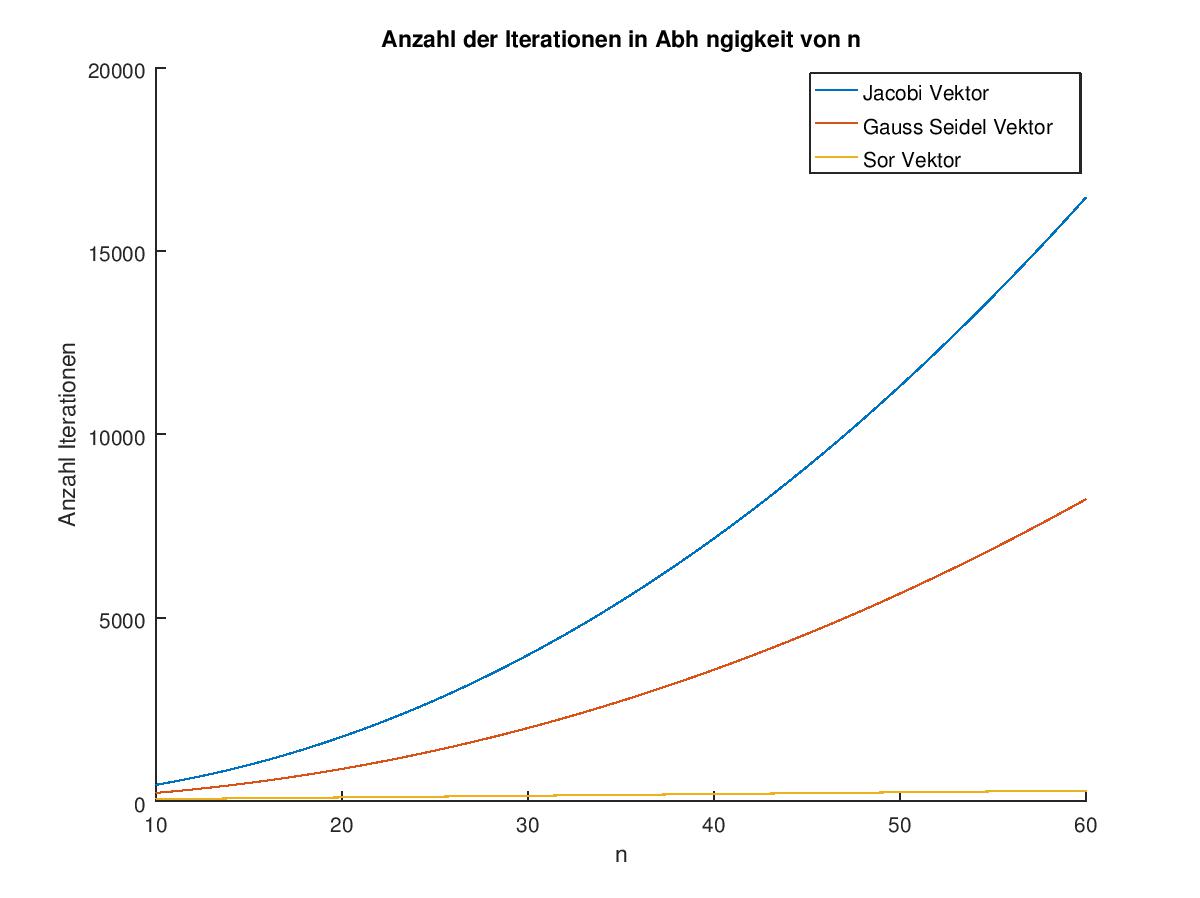 Anzahl der Iterationen in Abh ngigkeit von n
20000
15000
10000
5000
0
Anzahl Iterationen
Jacobi Vektor
Gauss Seidel Vektor
Sor Vektor
10 20 30 40 50 60
n